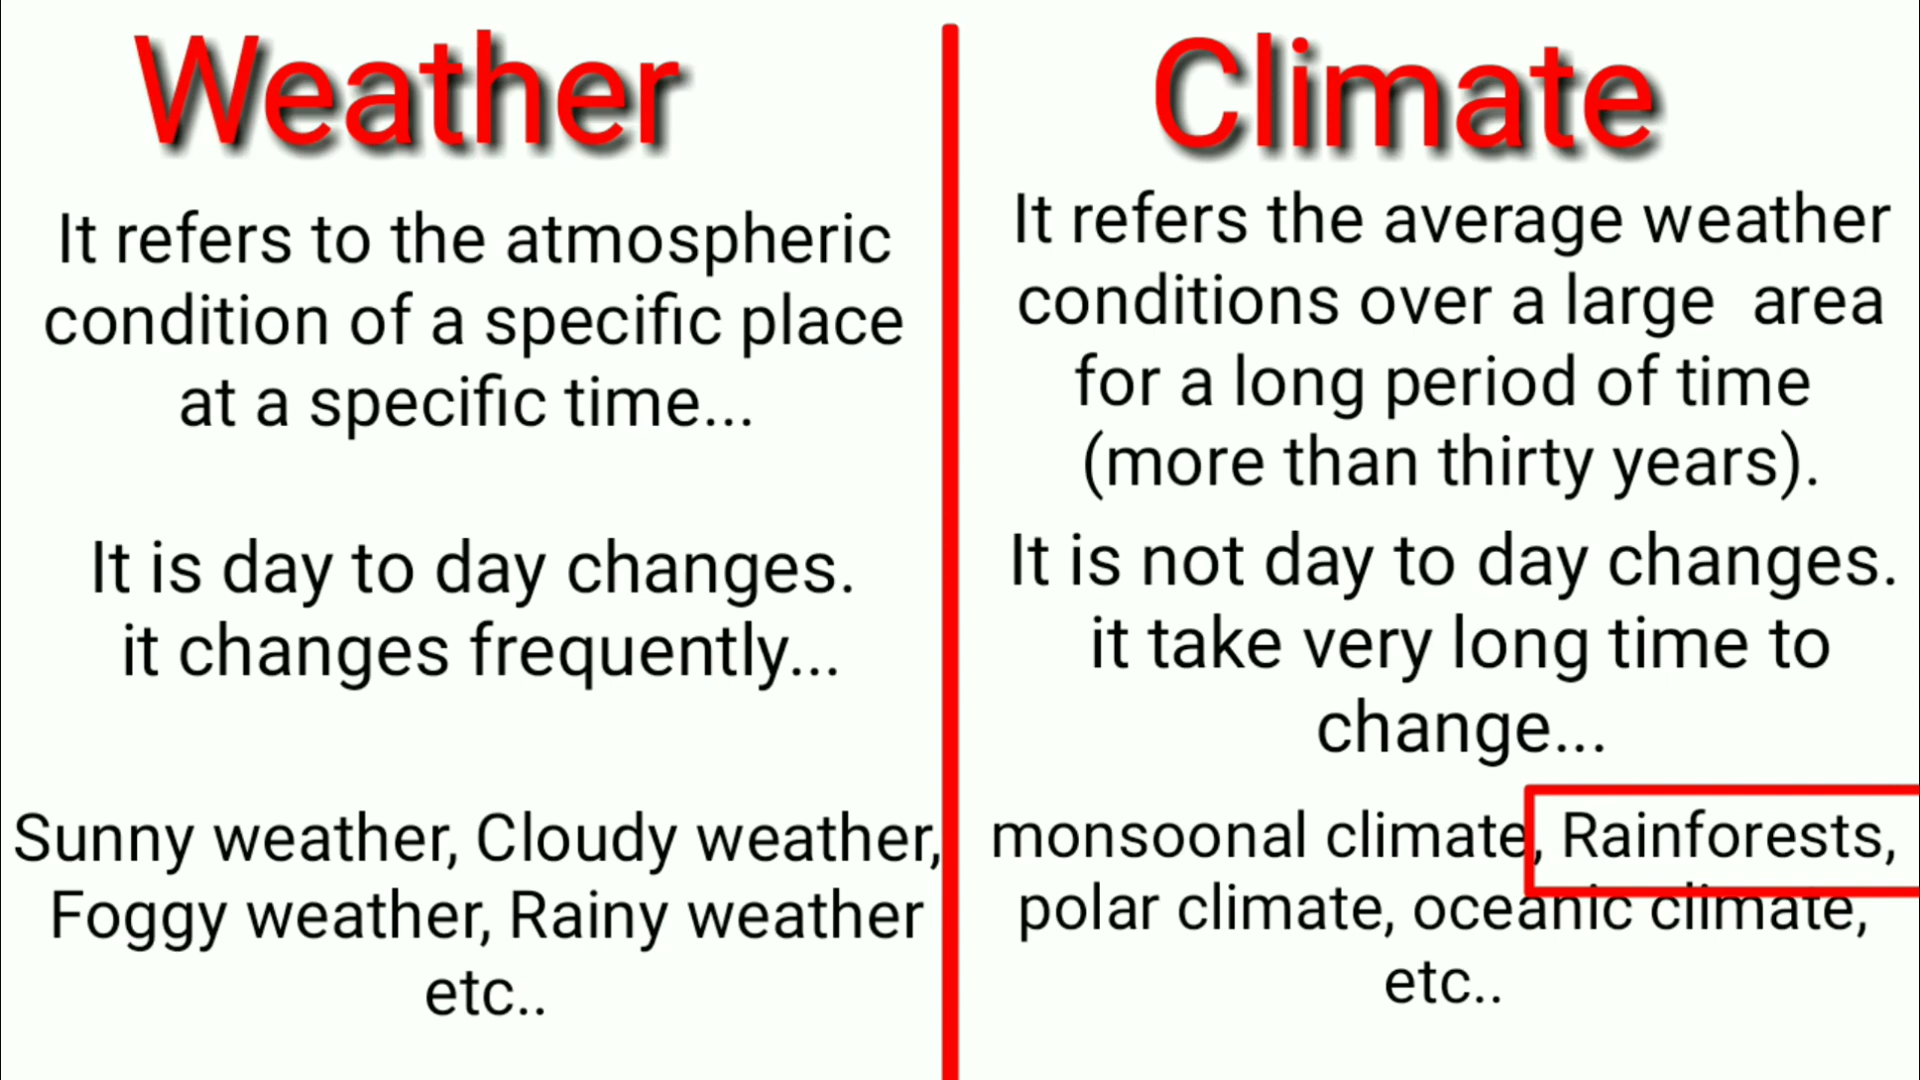 Weather
It refers to the atmospheric
condition of a specific place
at a specific time...
It is day to day changes.
it changes frequently...
Sunny weather, Cloudy weather,
Foggy weather, Rainy weather
etc..
Climate
It refers the average weather
conditions over a large area
for a long period of time
(more than thirty years).
It is not day to day changes.
it take very long time to
change...
monsoonal climate, Rainforests,
polar climate, oceanic climate,
etc..